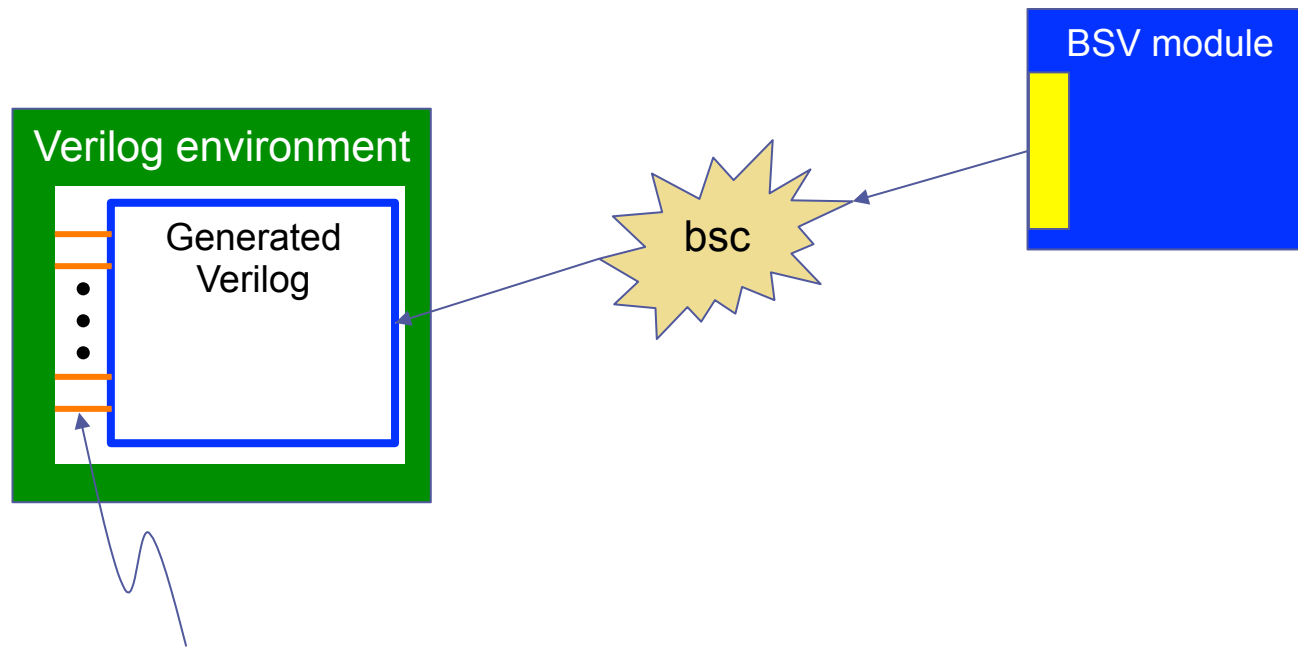 BSV module
Verilog environment
Generated
Verilog
bsc